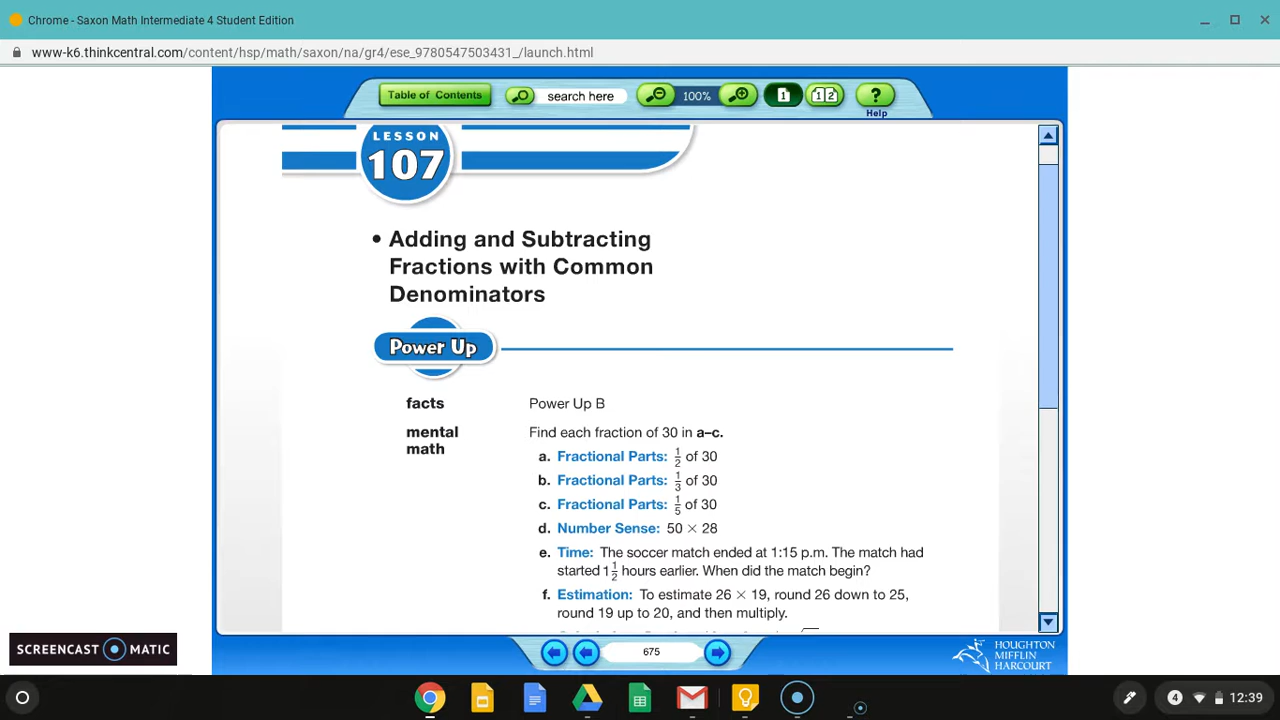 Chrome - Saxon Math Intermediate 4 Student Edition
www-k6.thinkcentral.com/content/hsp/math/saxon/na/gr4/ese_9780547503431_/launch.html
Table of Contents
search here
100%
1
1 2
?
Help
LESSON
107
• Adding and Subtracting
Fractions with Common
Denominators
Power Up
facts
Power Up B
mental
math
Find each fraction of 30 in a–c.
a. Fractional Parts: 1/2 of 30
b. Fractional Parts: 1/3 of 30
c. Fractional Parts: 1/5 of 30
d. Number Sense: 50 × 28
e. Time: The soccer match ended at 1:15 p.m. The match had
started 1 1/2 hours earlier. When did the match begin?
f. Estimation: To estimate 26 × 19, round 26 down to 25,
round 19 up to 20, and then multiply.
SCREENCAST MATIC
675
HOUGHTON
MIFFLIN
HARCOURT
4
12:39